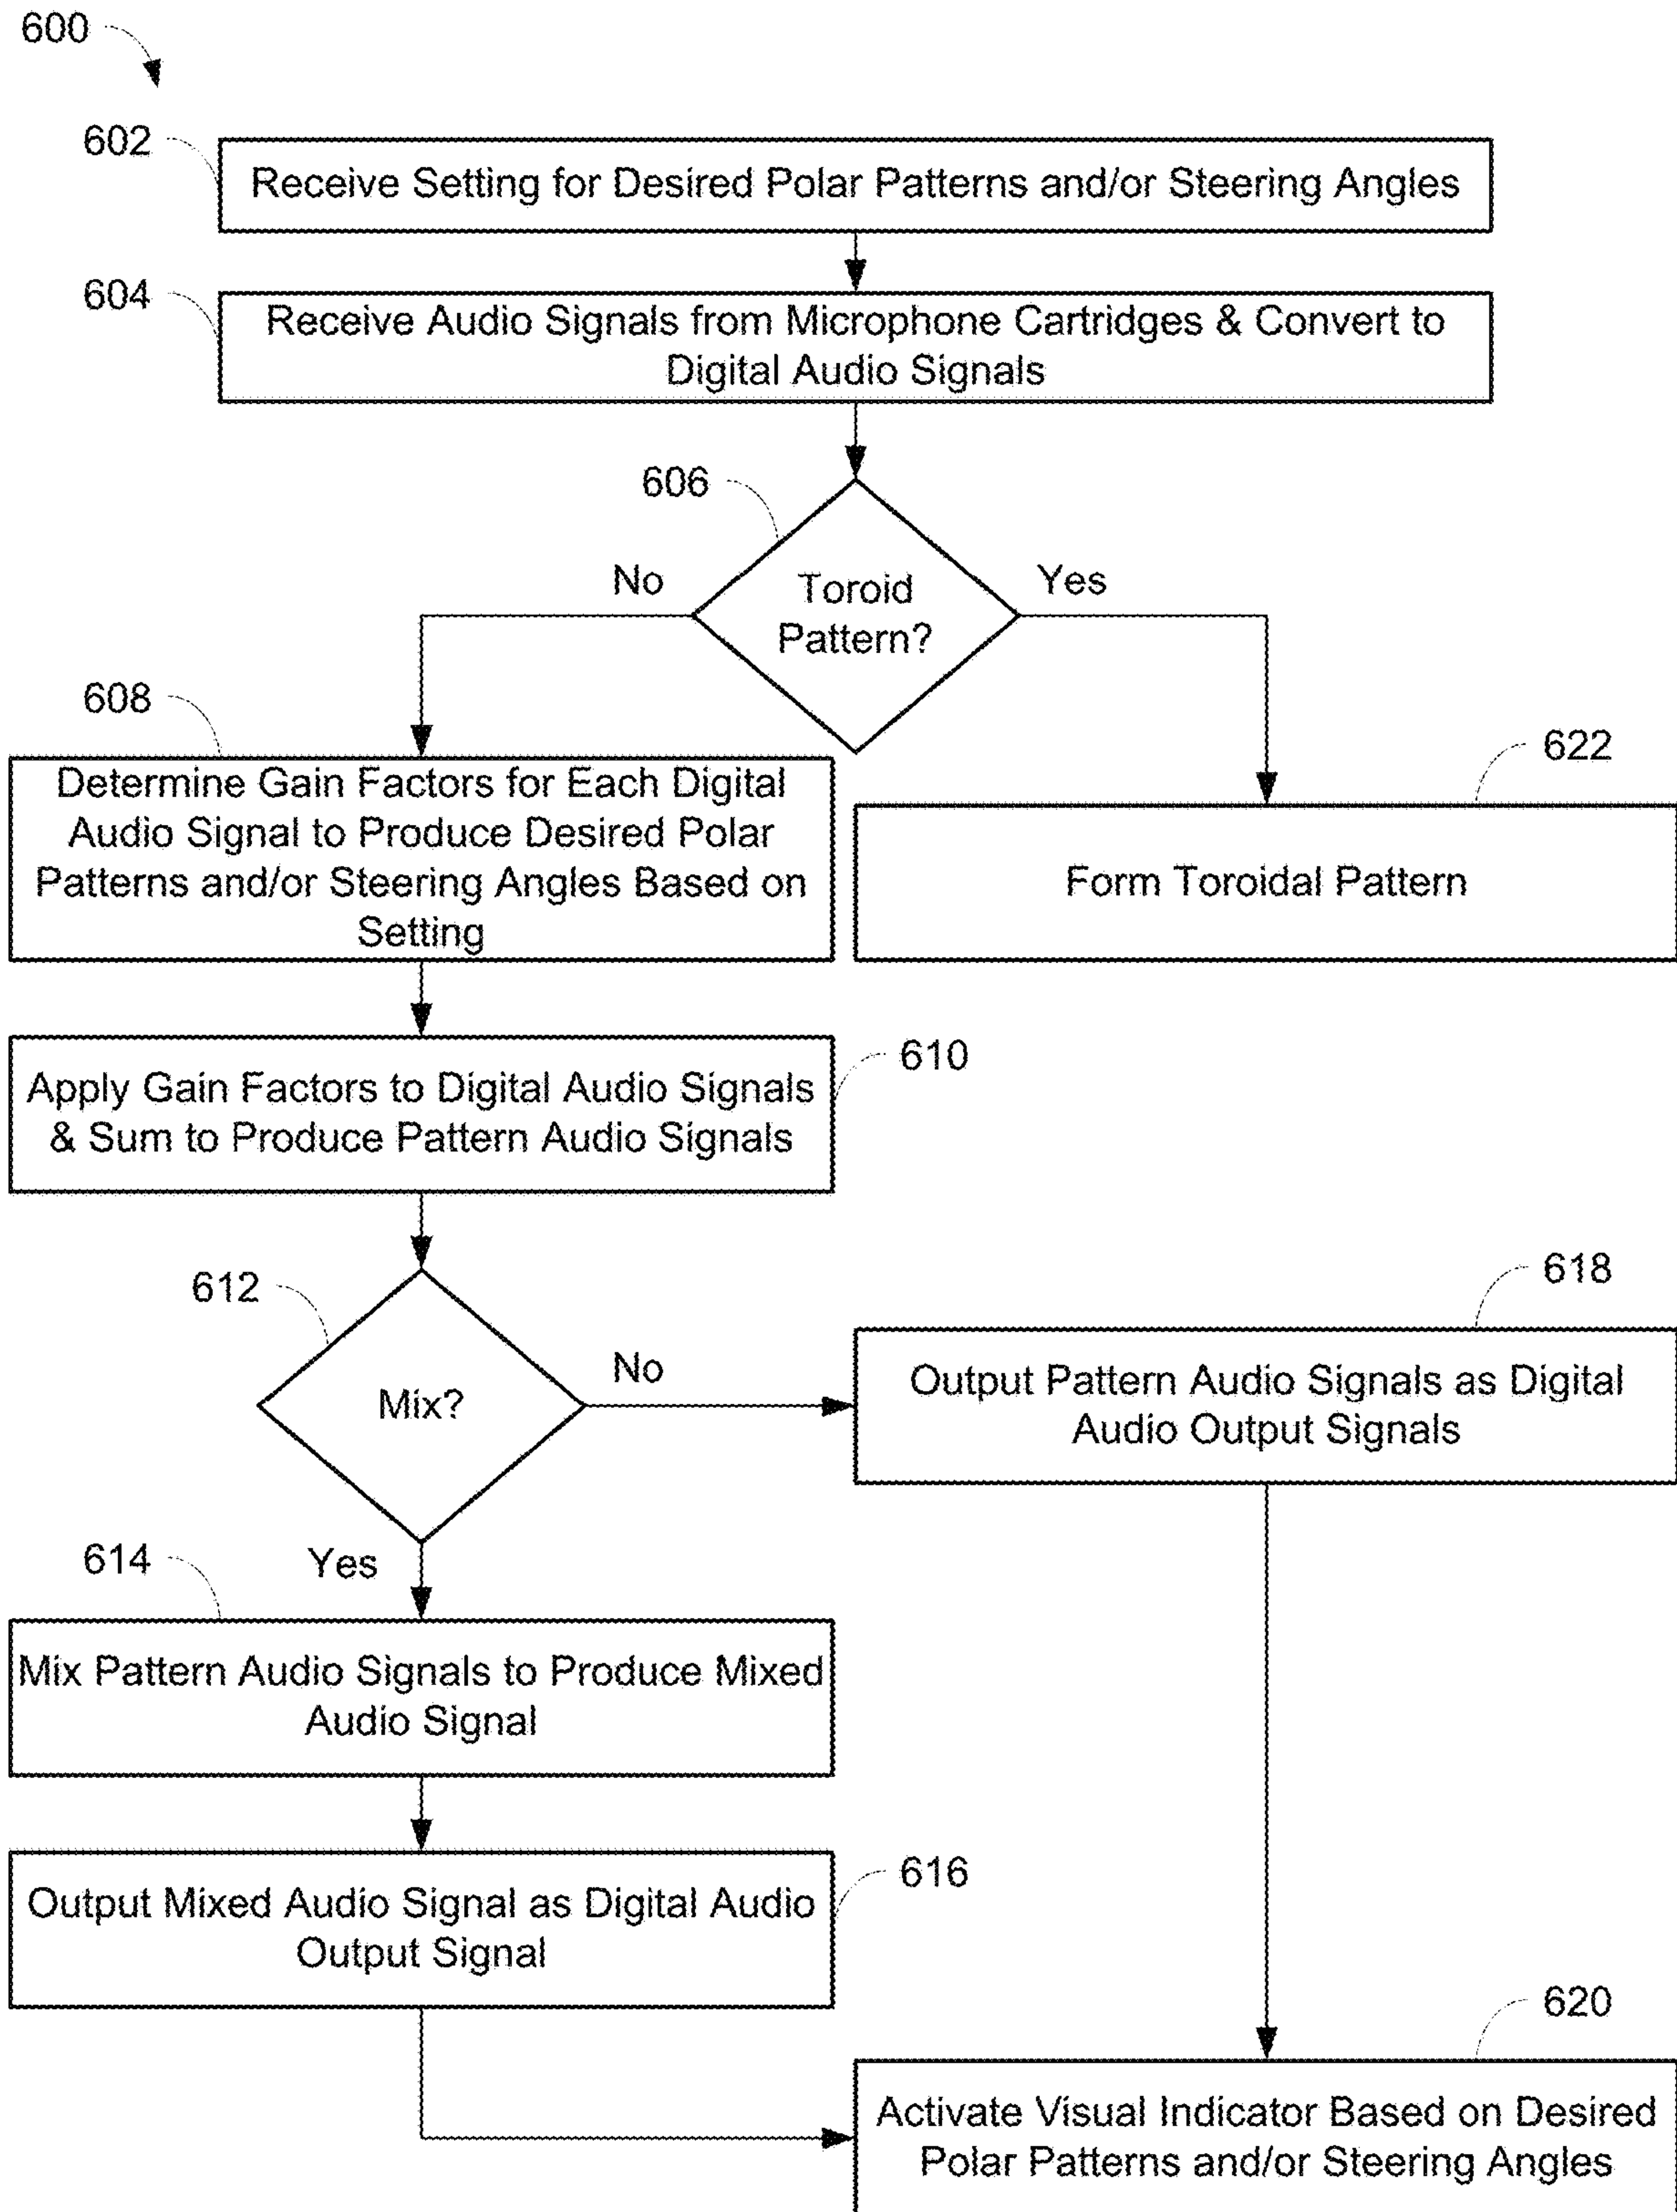 600
602
Receive Setting for Desired Polar Patterns and/or Steering Angles
604
Receive Audio Signals from Microphone Cartridges & Convert to
Digital Audio Signals
606
No
Toroid
Pattern?
Yes
608
Determine Gain Factors for Each Digital
Audio Signal to Produce Desired Polar
Patterns and/or Steering Angles Based on
Setting
622
Form Toroidal Pattern
610
Apply Gain Factors to Digital Audio Signals
& Sum to Produce Pattern Audio Signals
612
Mix?
No
618
Output Pattern Audio Signals as Digital
Audio Output Signals
614
Yes
Mix Pattern Audio Signals to Produce Mixed
Audio Signal
616
Output Mixed Audio Signal as Digital Audio
Output Signal
620
Activate Visual Indicator Based on Desired
Polar Patterns and/or Steering Angles